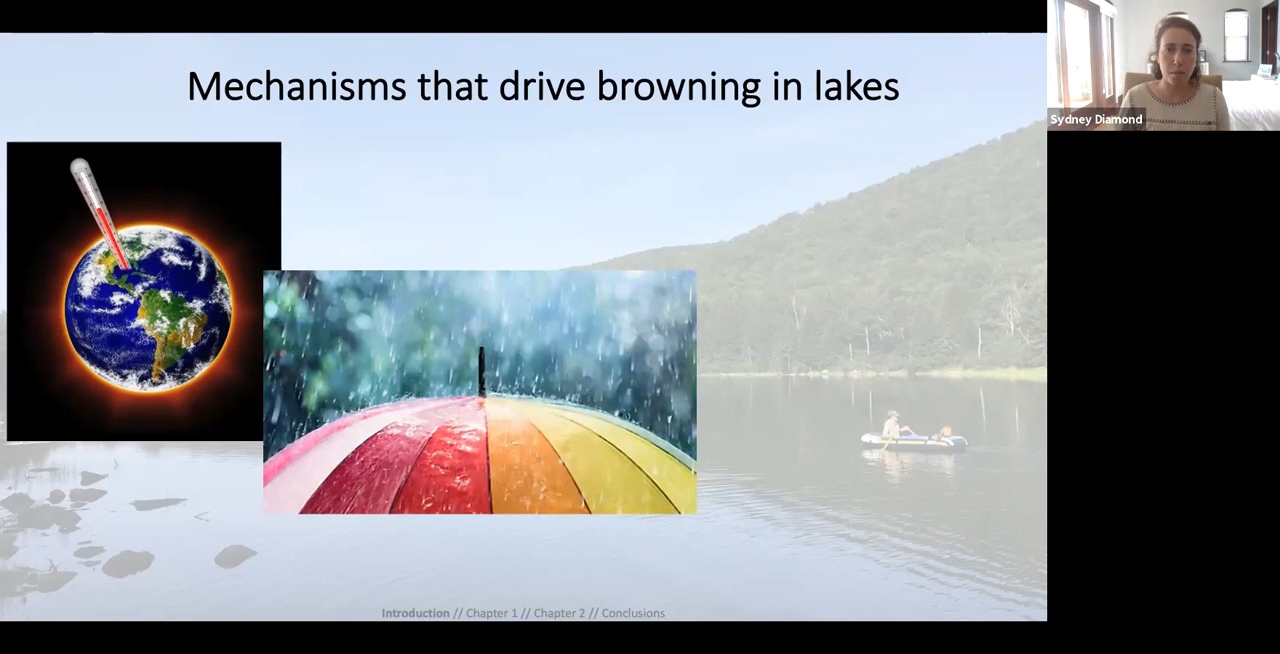 Mechanisms that drive browning in lakes
Sydney Diamond
Introduction // Chapter 1 // Chapter 2 // Conclusions